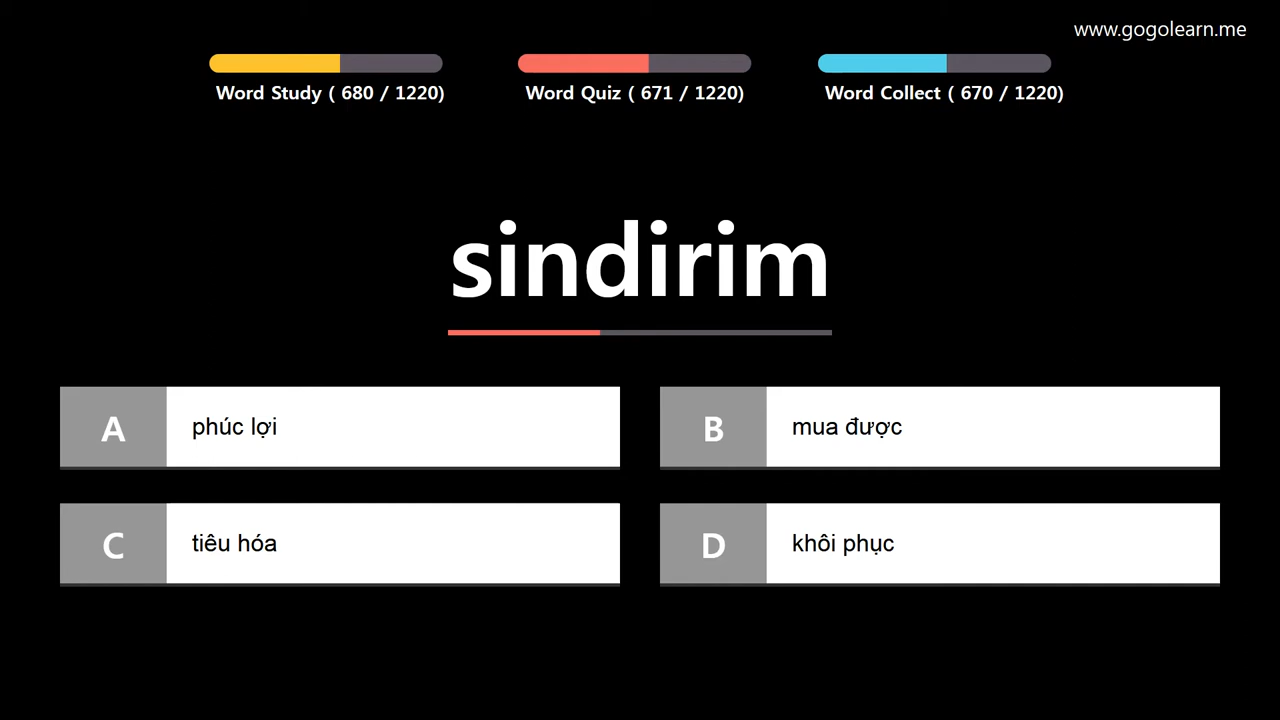 www.gogolearn.me
Word Study ( 680 / 1220)
Word Quiz ( 671 / 1220)
Word Collect ( 670 / 1220)
sindirim
A phúc lợi
B mua được
C tiêu hóa
D khôi phục